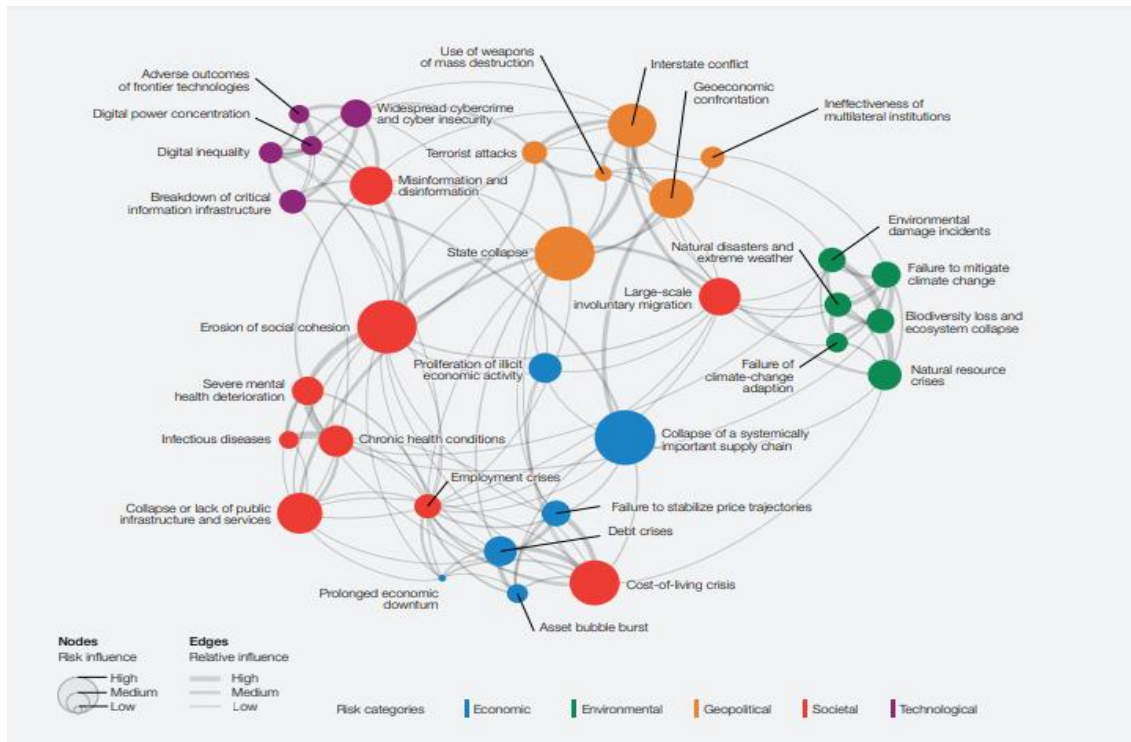 Use of weapons
of mass destruction
Interstate conflict
Adverse outcomes
of frontier technologies
Geoeconomic
confrontation
Digital power concentration
Widespread cybercrime
and cyber insecurity
Ineffectiveness of
multilateral institutions
Digital inequality
Terrorist attacks
Misinformation and
disinformation
Breakdown of critical
information infrastructure
Environmental
damage incidents
State collapse
Natural disasters and
extreme weather
Failure to mitigate
climate change
Large-scale
involuntary migration
Erosion of social cohesion
Biodiversity loss and
ecosystem collapse
Proliferation of illicit
economic activity
Failure of
climate-change
adaption
Natural resource
crises
Severe mental
health deterioration
Infectious diseases
Chronic health conditions
Collapse of a systemically
important supply chain
Employment crises
Collapse or lack of public
infrastructure and services
Failure to stabilize price trajectories
Debt crises
Prolonged economic
downturn
Cost-of-living crisis
Asset bubble burst
Nodes
Risk influence
High
Medium
Low
Edges
Relative influence
High
Medium
Low
Risk categories
Economic
Environmental
Geopolitical
Societal
Technological